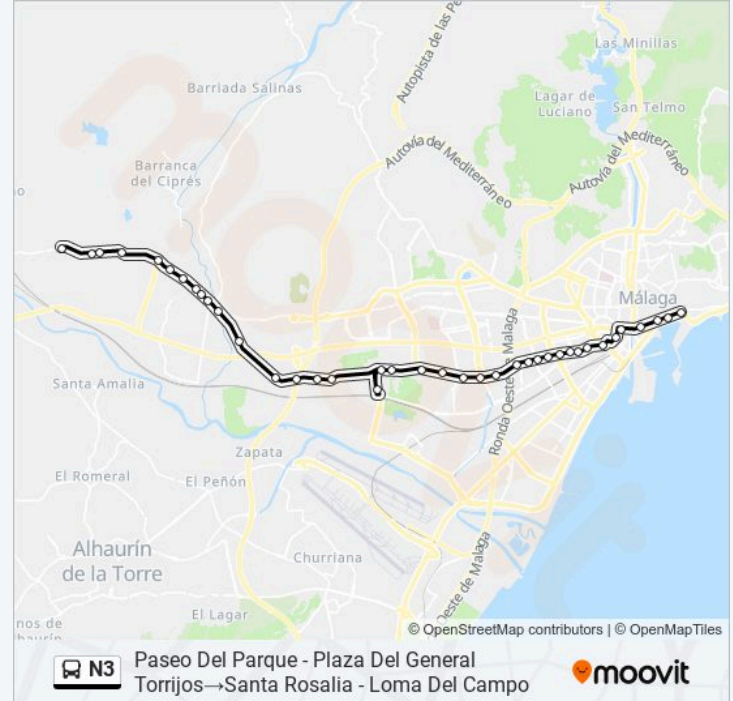 Autopista de las Pe
Las Minillas
Barriada Salinas
Lagar de
Luciano
San Telmo
Autovía del Mediterráneo
Autovía del Mediterráneo
Barranca
del Ciprés
o
Málaga
Ronda Oeste de Malaga
Santa Amalia
Zapata
El Romeral
El Peñón
Alhaurín
de la Torre
Churriana
Oeste de Malaga
El Lagar
nos de
haurín
© OpenStreetMap contributors | © OpenMapTiles
N3
Paseo Del Parque - Plaza Del General
Torrijos→Santa Rosalia - Loma Del Campo
moovit